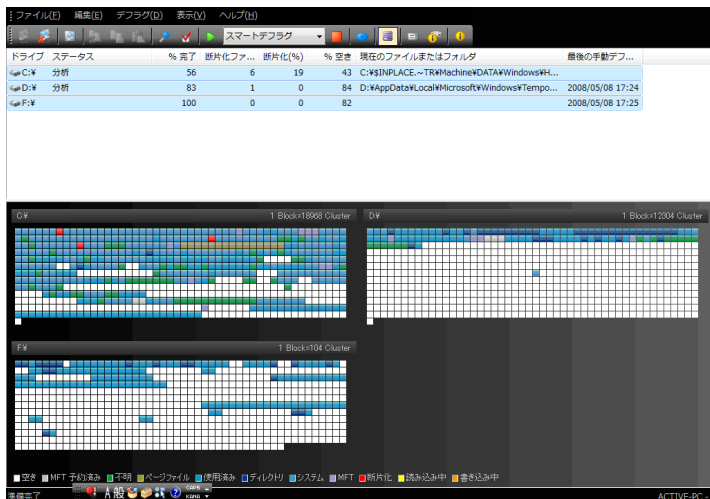 ファイル(F) 編集(E) デフラグ(D) 表示(V) ヘルプ(H)
スマートデフラグ
ドライブ ステータス % 完了 断片化ファ... 断片化(%) % 空き 現在のファイルまたはフォルダ 最後の手動デフ...
C:¥ 分析 56 6 19 43 C:¥$INPLACE.~TR¥Machine¥DATA¥Windows¥H...
D:¥ 分析 83 1 0 84 D:¥AppData¥Local¥Microsoft¥Windows¥Tempo... 2008/05/08 17:24
F:¥ 100 0 0 82 2008/05/08 17:25
C:¥ 1 Block=18968 Cluster D:¥ 1 Block=12304 Cluster
F:¥ 1 Block=104 Cluster
空き MFT 予約済み 不明 ページファイル 使用済み ディレクトリ システム MFT 断片化 読み込み中 書き込み中
準備完了 A 般 CAPS KANA ACTIVE-PC -